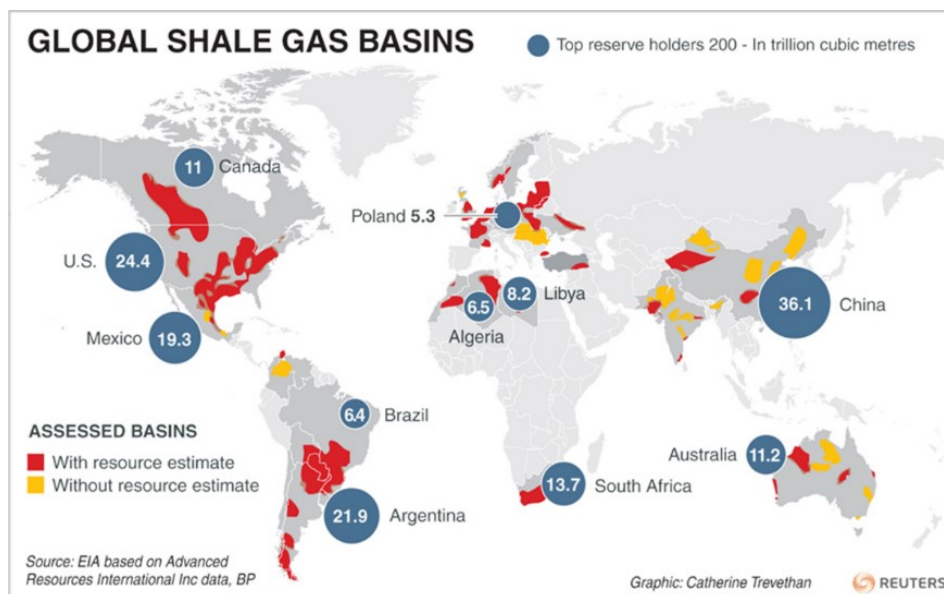 GLOBAL SHALE GAS BASINS
Top reserve holders 200 - In trillion cubic metres
11
Canada
Poland 5.3
U.S.
24.4
8.2
Libya
6.5
Algeria
36.1
China
Mexico
19.3
6.4
Brazil
ASSESSED BASINS
With resource estimate
Without resource estimate
Australia
11.2
13.7
South Africa
21.9
Argentina
Source: EIA based on Advanced
Resources International Inc data, BP
Graphic: Catherine Trevethan
REUTERS